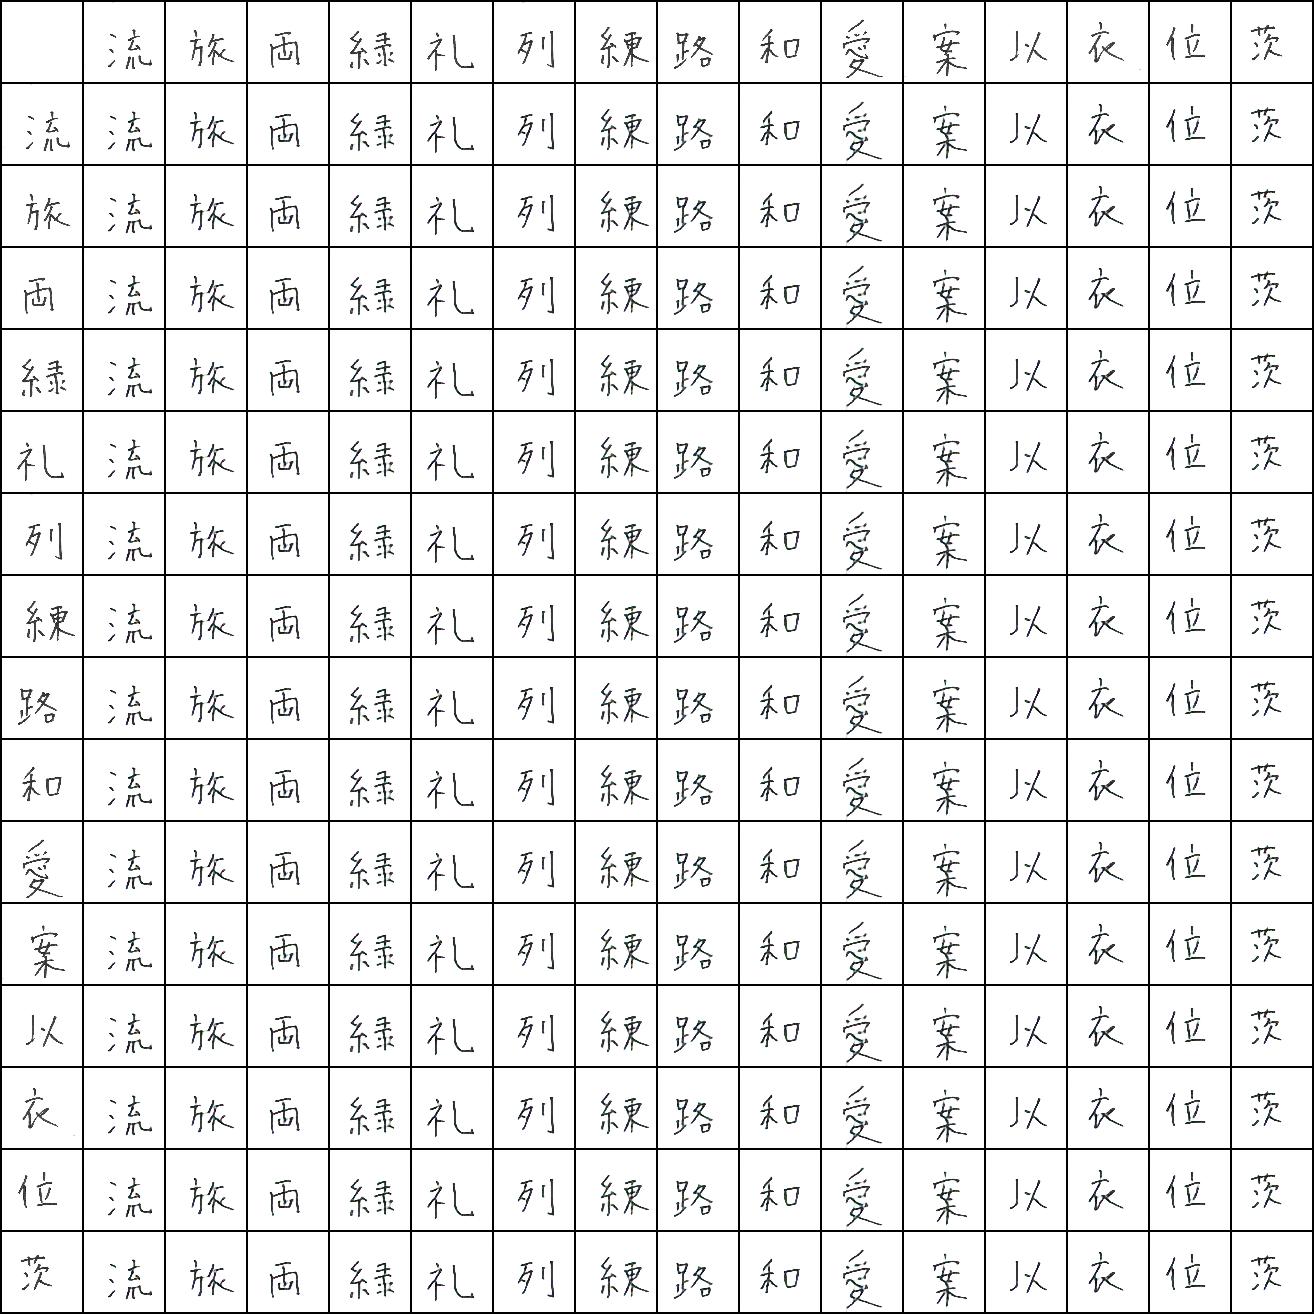 流 旅 両 緑 礼 列 練 路 和 愛 案 以 衣 位 茨
流 流 旅 両 緑 礼 列 練 路 和 愛 案 以 衣 位 茨
旅 流 旅 両 緑 礼 列 練 路 和 愛 案 以 衣 位 茨
両 流 旅 両 緑 礼 列 練 路 和 愛 案 以 衣 位 茨
緑 流 旅 両 緑 礼 列 練 路 和 愛 案 以 衣 位 茨
礼 流 旅 両 緑 礼 列 練 路 和 愛 案 以 衣 位 茨
列 流 旅 両 緑 礼 列 練 路 和 愛 案 以 衣 位 茨
練 流 旅 両 緑 礼 列 練 路 和 愛 案 以 衣 位 茨
路 流 旅 両 緑 礼 列 練 路 和 愛 案 以 衣 位 茨
和 流 旅 両 緑 礼 列 練 路 和 愛 案 以 衣 位 茨
愛 流 旅 両 緑 礼 列 練 路 和 愛 案 以 衣 位 茨
案 流 旅 両 緑 礼 列 練 路 和 愛 案 以 衣 位 茨
以 流 旅 両 緑 礼 列 練 路 和 愛 案 以 衣 位 茨
衣 流 旅 両 緑 礼 列 練 路 和 愛 案 以 衣 位 茨
位 流 旅 両 緑 礼 列 練 路 和 愛 案 以 衣 位 茨
茨 流 旅 両 緑 礼 列 練 路 和 愛 案 以 衣 位 茨